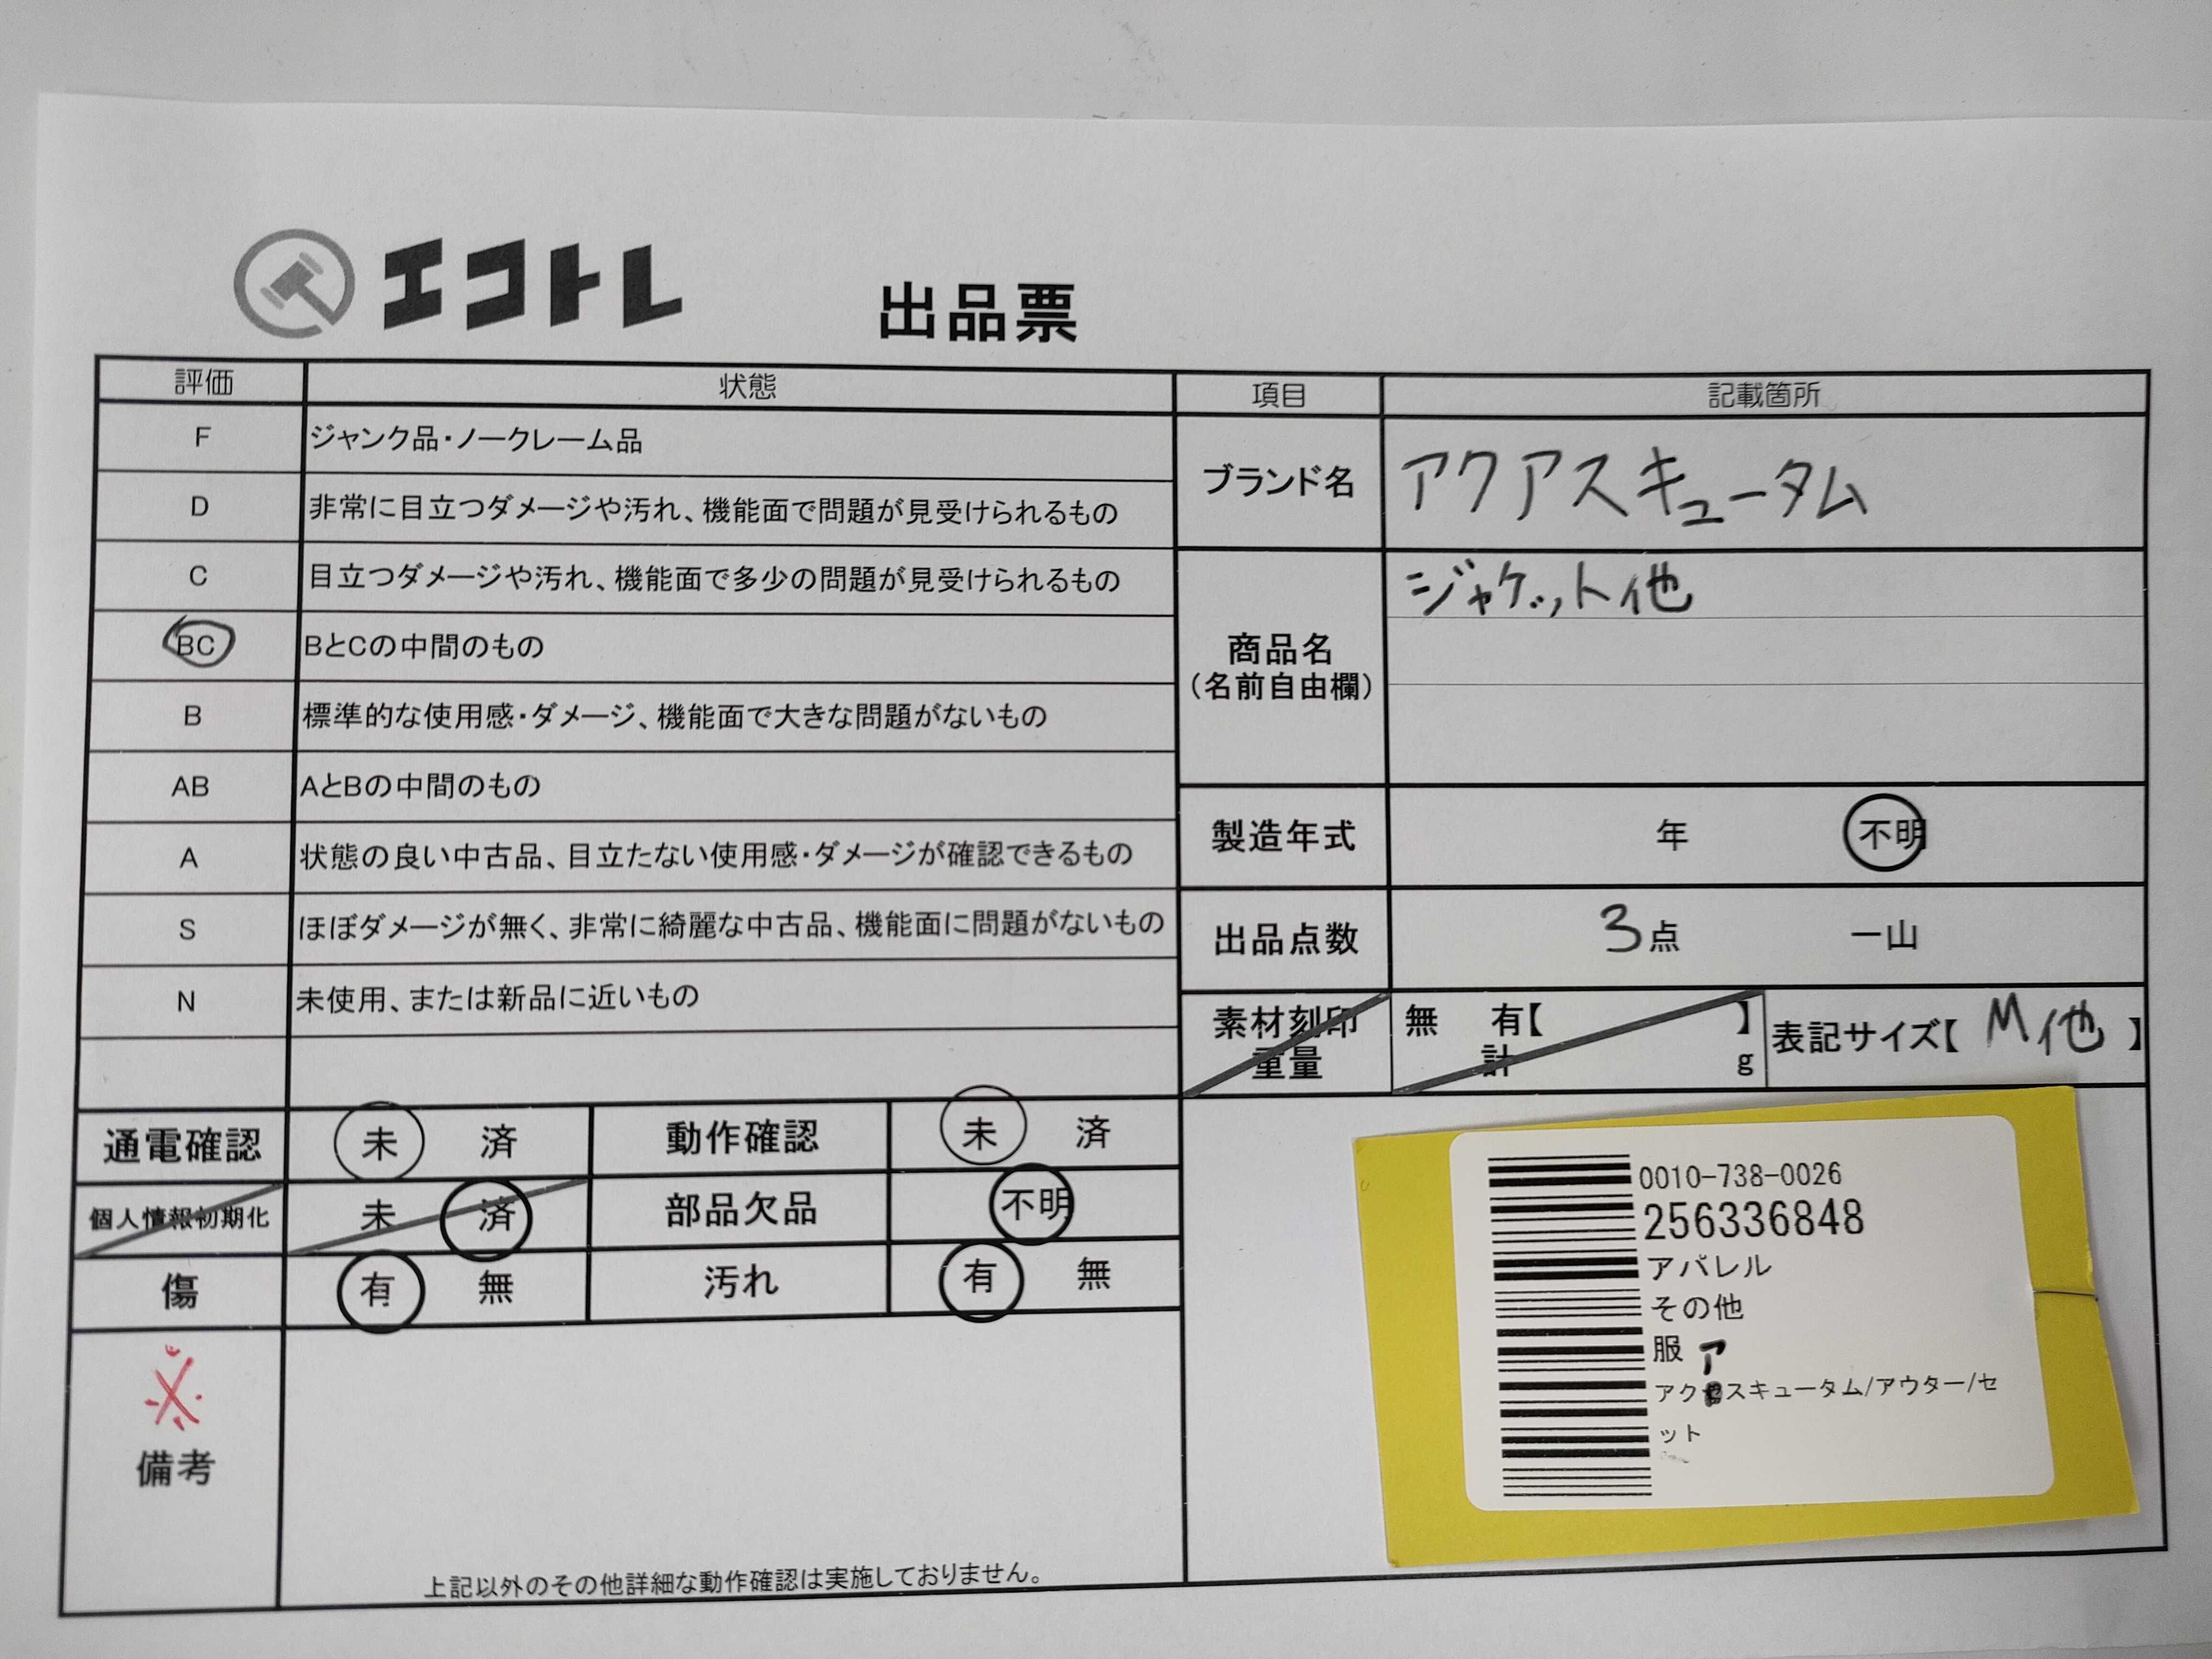 エコトレ
出品票
評価 状態
F ジャンク品・ノークレーム品
D 非常に目立つダメージや汚れ、機能面で問題が見受けられるもの
C 目立つダメージや汚れ、機能面で多少の問題が見受けられるもの
BC BとCの中間のもの
B 標準的な使用感・ダメージ、機能面で大きな問題がないもの
AB AとBの中間のもの
A 状態の良い中古品、目立たない使用感・ダメージが確認できるもの
S ほぼダメージが無く、非常に綺麗な中古品、機能面に問題がないもの
N 未使用、または新品に近いもの
項目 記載箇所
ブランド名 アクアスキュータム
商品名 ジャケット他
(名前自由欄)
製造年式 年 不明
出品点数 3点 一山
素材刻印 無 有【 】
重量 計 g
表記サイズ【 M他 】
通電確認 未 済 動作確認 未 済
個人情報初期化 未 済 部品欠品 不明
傷 有 無 汚れ 有 無
※
備考
上記以外のその他詳細な動作確認は実施しておりません。
0010-738-0026
256336848
アパレル
その他
服
ア
アクスキュータム/アウター/セ
ット